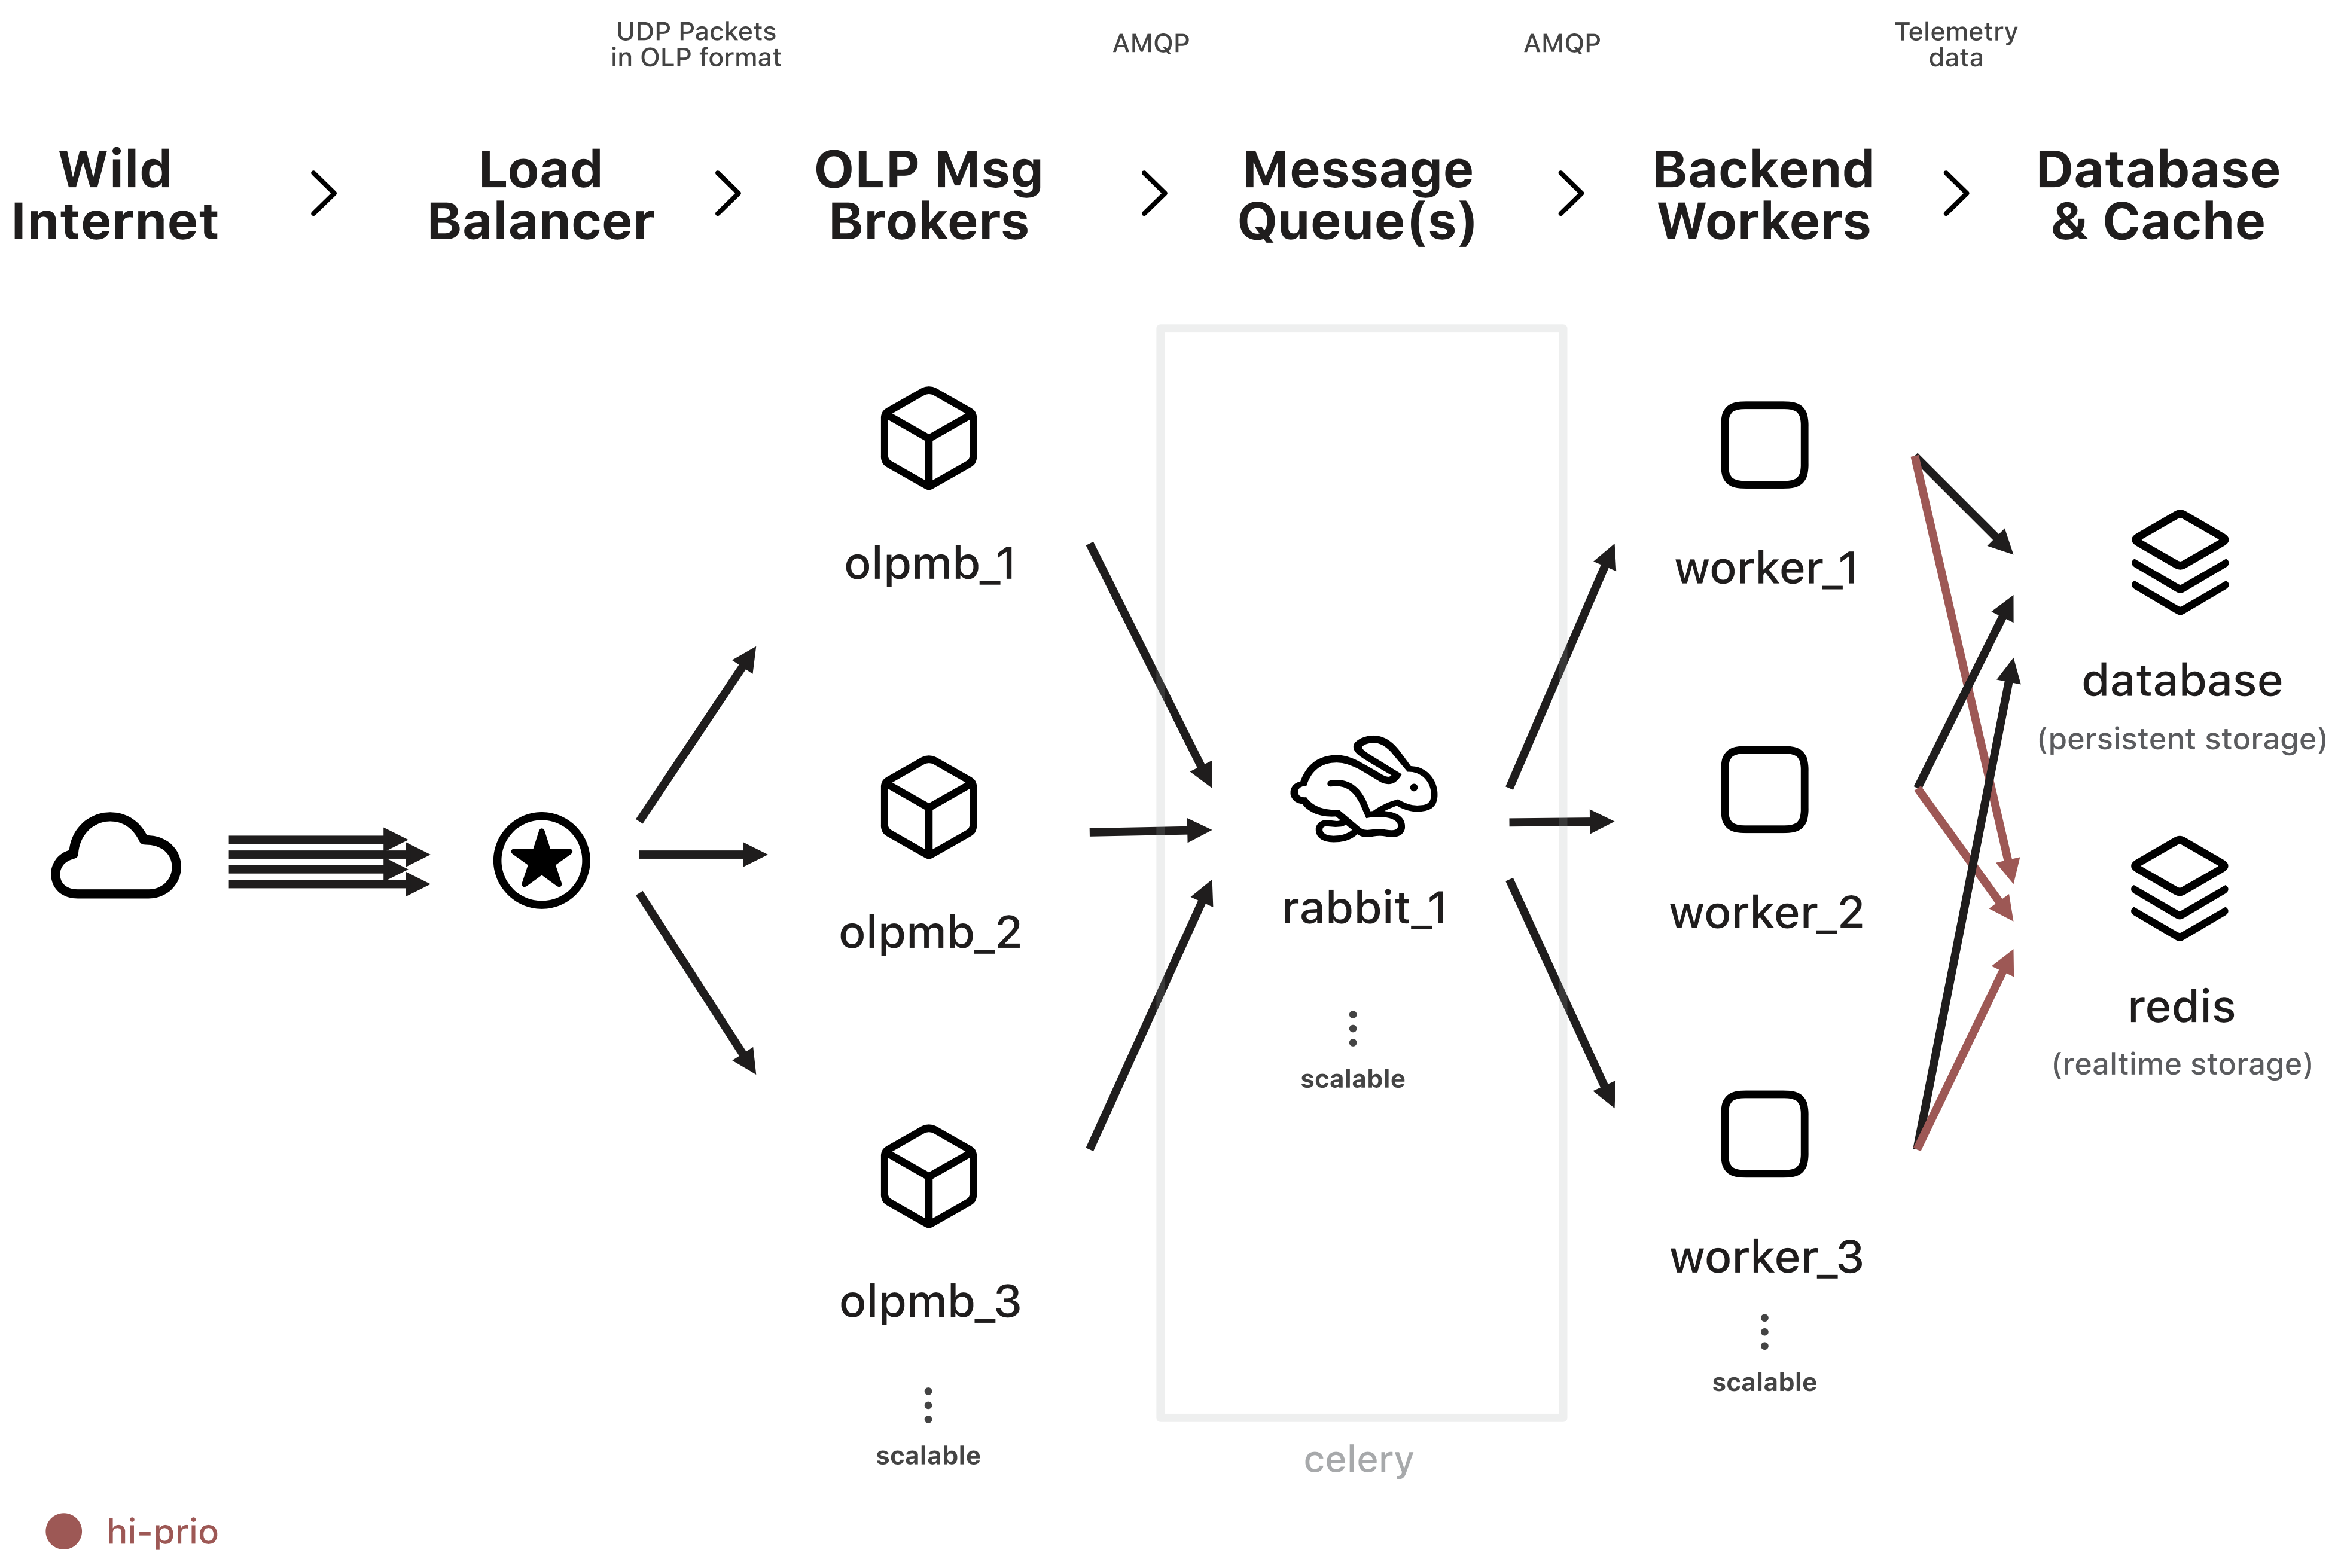 UDP Packets
in OLP format
AMQP
AMQP
Telemetry
data
Wild
Internet
Load
Balancer
OLP Msg
Brokers
Message
Queue(s)
Backend
Workers
Database
& Cache
olpmb_1
olpmb_2
olpmb_3
scalable
rabbit_1
scalable
celery
worker_1
worker_2
worker_3
scalable
database
(persistent storage)
redis
(realtime storage)
hi-prio